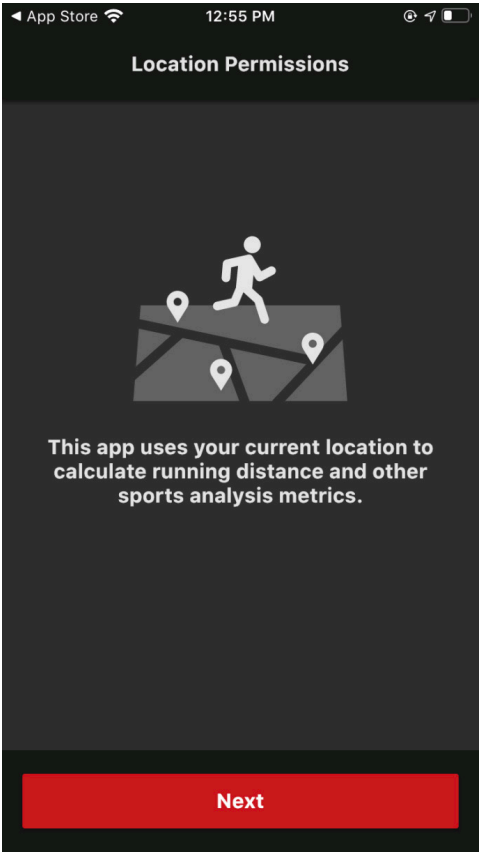 App Store
12:55 PM
Location Permissions
This app uses your current location to
calculate running distance and other
sports analysis metrics.
Next